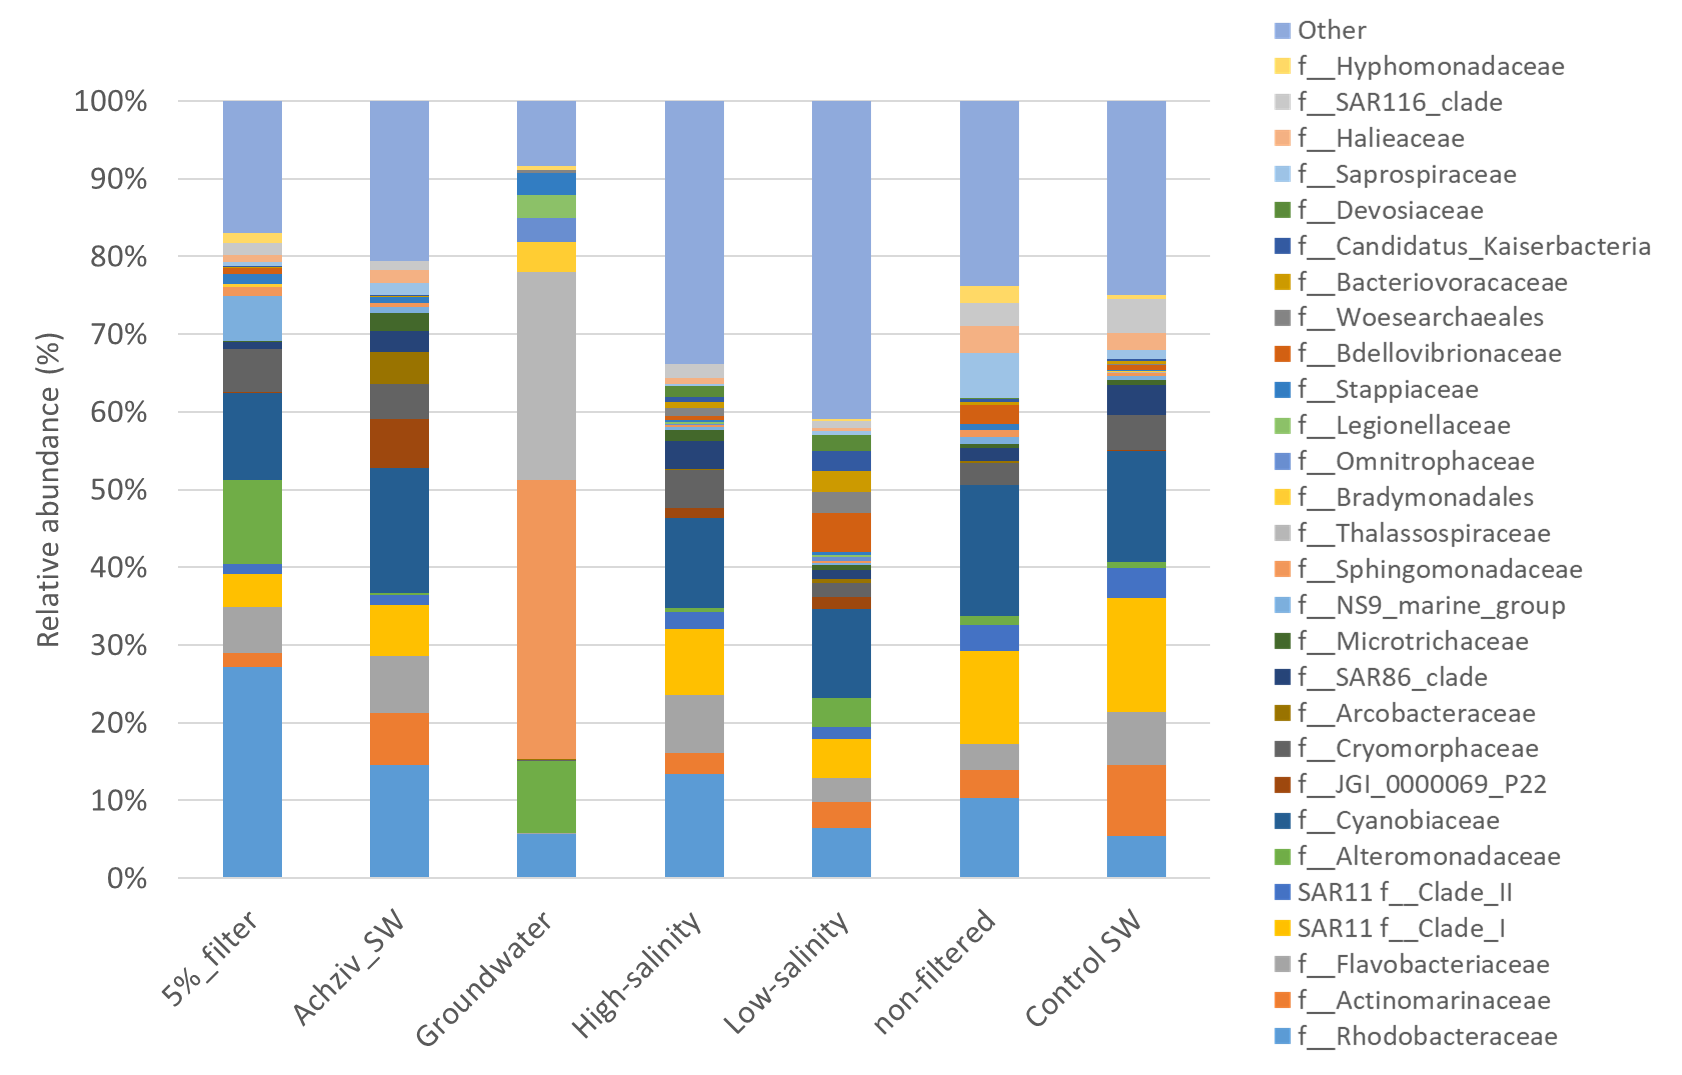 Relative abundance (%)
100%
90%
80%
70%
60%
50%
40%
30%
20%
10%
0%
5%_filter
Achziv_SW
Groundwater
High-salinity
Low-salinity
non-filtered
Control SW
Other
f__Hyphomonadaceae
f__SAR116_clade
f__Halieaceae
f__Saprospiraceae
f__Devosiaceae
f__Candidatus_Kaiserbacteria
f__Bacteriovoracaceae
f__Woesearchaeales
f__Bdellovibrionaceae
f__Stappiaceae
f__Legionellaceae
f__Omnitrophaceae
f__Bradymonadales
f__Thalassospiraceae
f__Sphingomonadaceae
f__NS9_marine_group
f__Microtrichaceae
f__SAR86_clade
f__Arcobacteraceae
f__Cryomorphaceae
f__JGI_0000069_P22
f__Cyanobiaceae
f__Alteromonadaceae
SAR11 f__Clade_II
SAR11 f__Clade_I
f__Flavobacteriaceae
f__Actinomarinaceae
f__Rhodobacteraceae